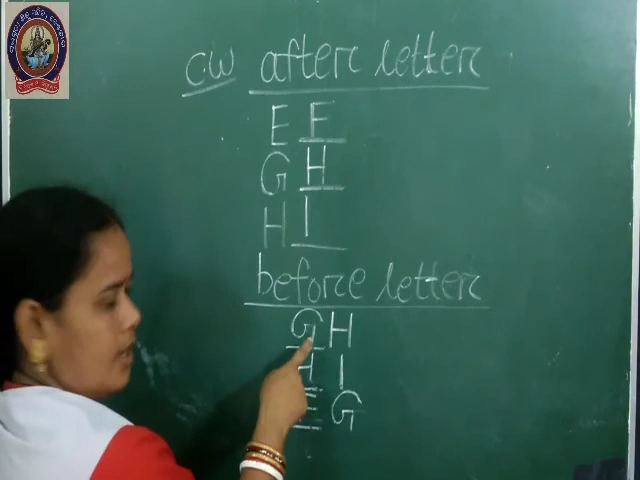 cw after letter
E F
G H
H I
before letter
G H
H I
E G